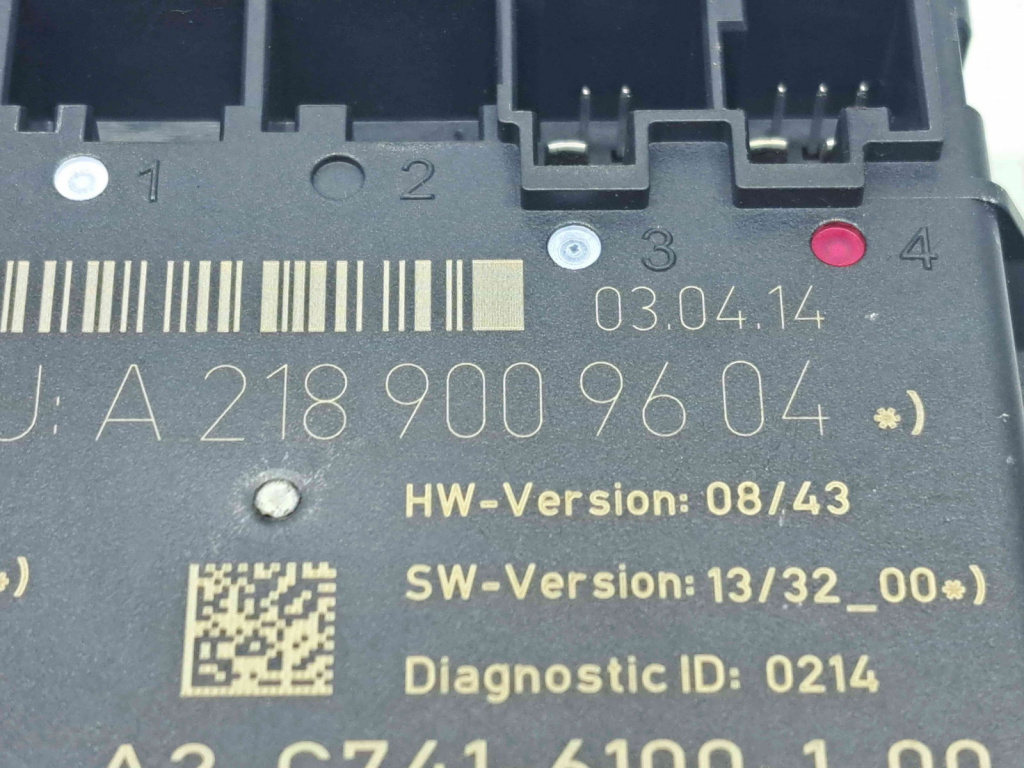 1 2
3 4
03.04.14
U: A 218 900 96 04 *)
HW-Version: 08/43
*)
SW-Version: 13/32_00*)
Diagnostic ID: 0214